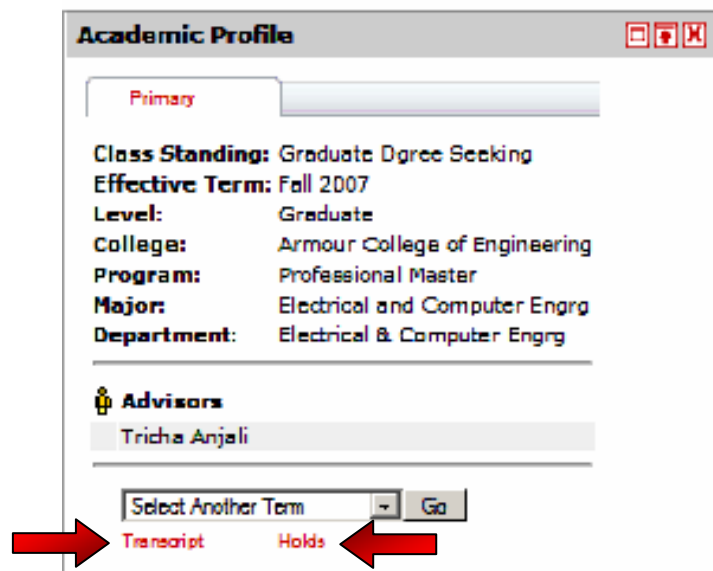 Academic Profile
Primary
Class Standing: Graduate Dgree Seeking
Effective Term: Fall 2007
Level: Graduate
College: Armour College of Engineering
Program: Professional Master
Major: Electrical and Computer Engrg
Department: Electrical & Computer Engrg
Advisors
Tricha Anjali
Select Another Term Go
Transcript Holds